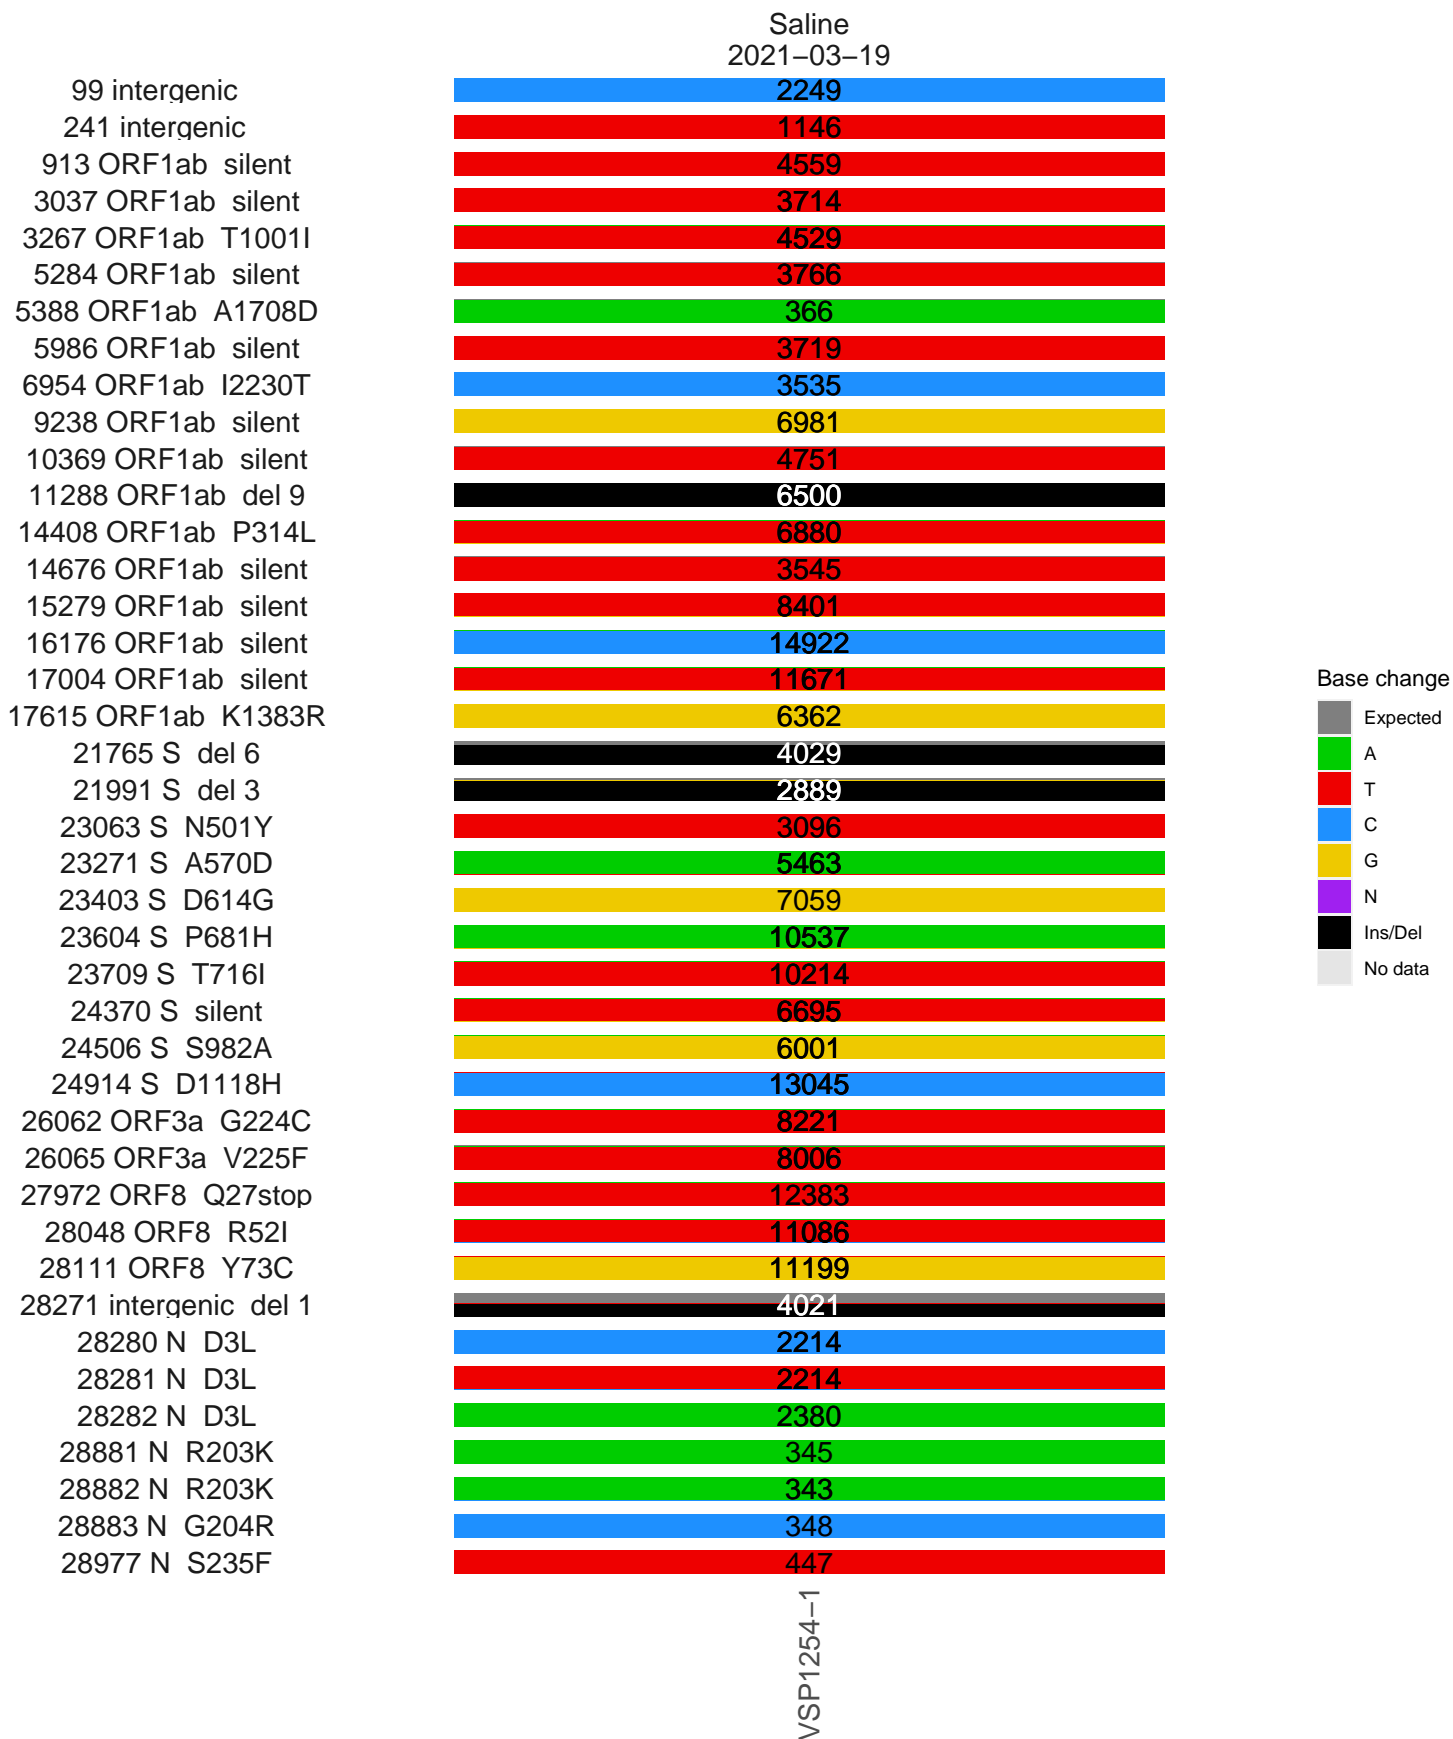 Saline
2021−03−19
99 intergenic 2249
241 intergenic 1146
913 ORF1ab silent 4559
3037 ORF1ab silent 3714
3267 ORF1ab T1001I 4529
5284 ORF1ab silent 3766
5388 ORF1ab A1708D 366
5986 ORF1ab silent 3719
6954 ORF1ab I2230T 3535
9238 ORF1ab silent 6981
10369 ORF1ab silent 4751
11288 ORF1ab del 9 6500
14408 ORF1ab P314L 6880
14676 ORF1ab silent 3545
15279 ORF1ab silent 8401
16176 ORF1ab silent 14922
17004 ORF1ab silent 11671
17615 ORF1ab K1383R 6362
21765 S del 6 4029
21991 S del 3 2889
23063 S N501Y 3096
23271 S A570D 5463
23403 S D614G 7059
23604 S P681H 10537
23709 S T716I 10214
24370 S silent 6695
24506 S S982A 6001
24914 S D1118H 13045
26062 ORF3a G224C 8221
26065 ORF3a V225F 8006
27972 ORF8 Q27stop 12383
28048 ORF8 R52I 11086
28111 ORF8 Y73C 11199
28271 intergenic del 1 4021
28280 N D3L 2214
28281 N D3L 2214
28282 N D3L 2380
28881 N R203K 345
28882 N R203K 343
28883 N G204R 348
28977 N S235F 447
VSP1254−1
Base change
Expected
A
T
C
G
N
Ins/Del
No data